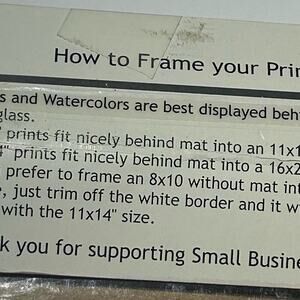 How to Frame your Prin
s and Watercolors are best displayed beh
glass.
" prints fit nicely behind mat into an 11x1
" prints fit nicely behind mat into a 16x2
prefer to frame an 8x10 without mat int
, just trim off the white border and it w
with the 11x14" size.
k you for supporting Small Busine